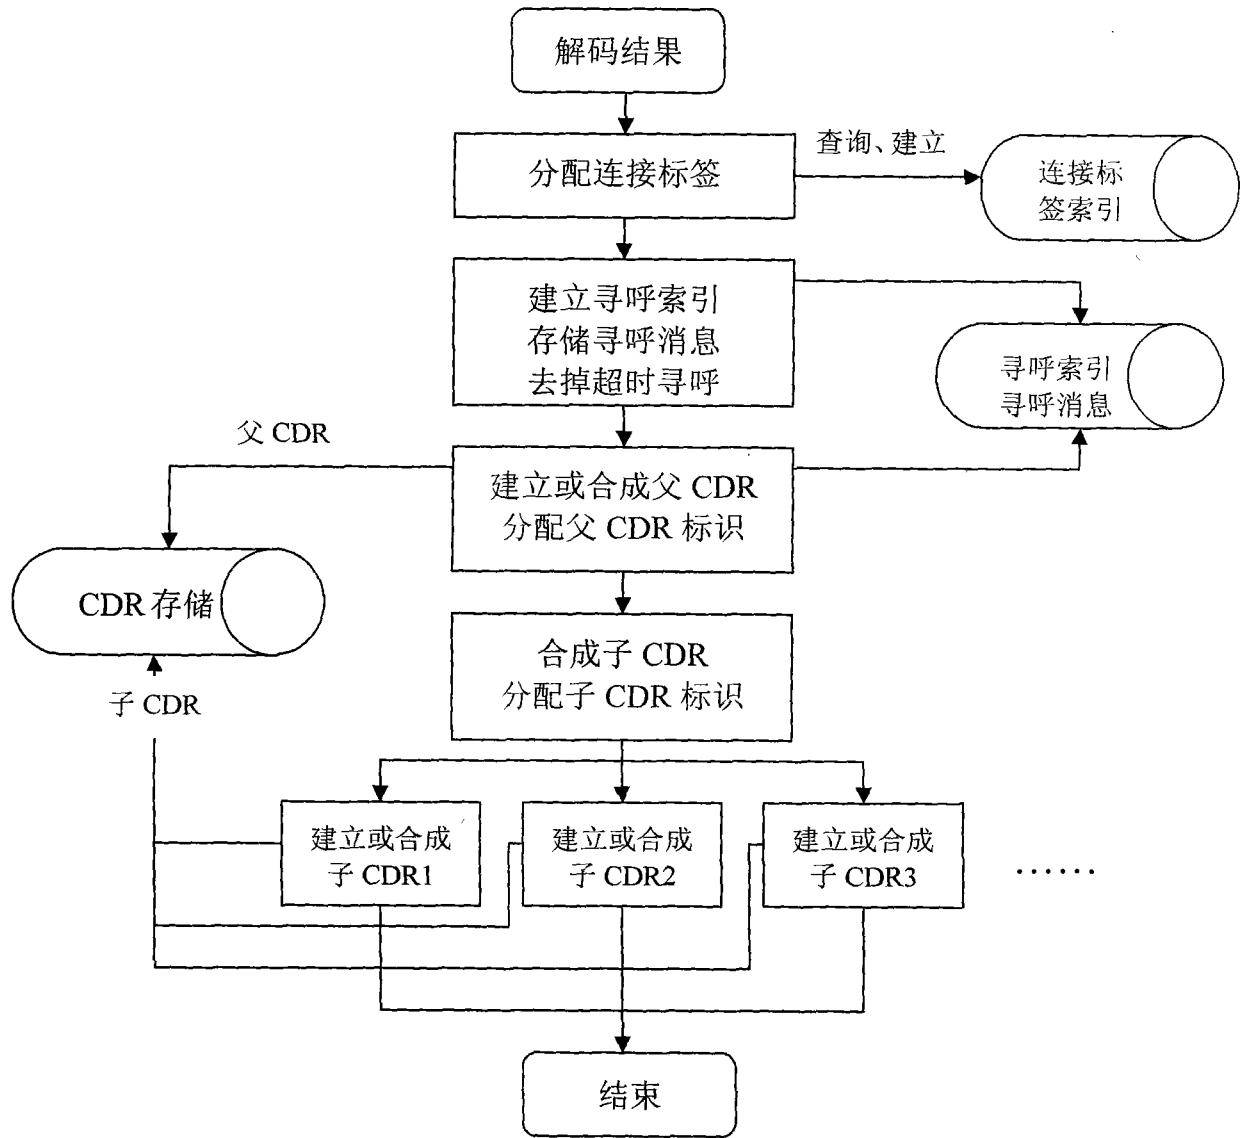 解码结果
分配连接标签
查询、建立
连接标
签索引
建立寻呼索引
存储寻呼消息
去掉超时寻呼
寻呼索引
寻呼消息
父 CDR
建立或合成父 CDR
分配父 CDR 标识
CDR 存储
合成子 CDR
分配子 CDR 标识
子 CDR
建立或合成
子 CDR1
建立或合成
子 CDR2
建立或合成
子 CDR3
······
结束